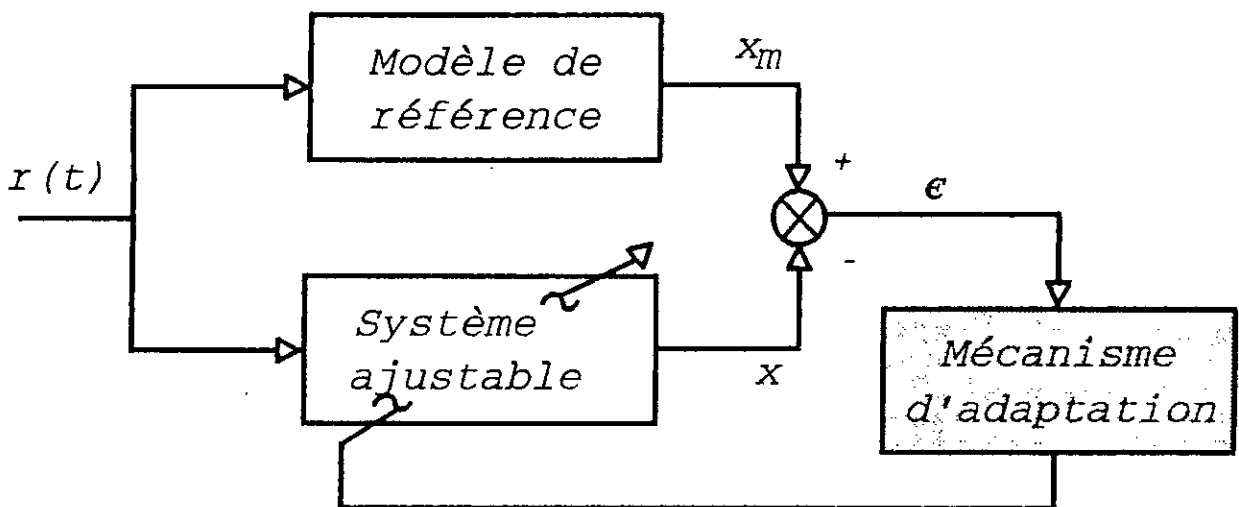 Modèle de
référence
x_m
r(t)
+
ϵ
-
Système
ajustable
x
Mécanisme
d'adaptation